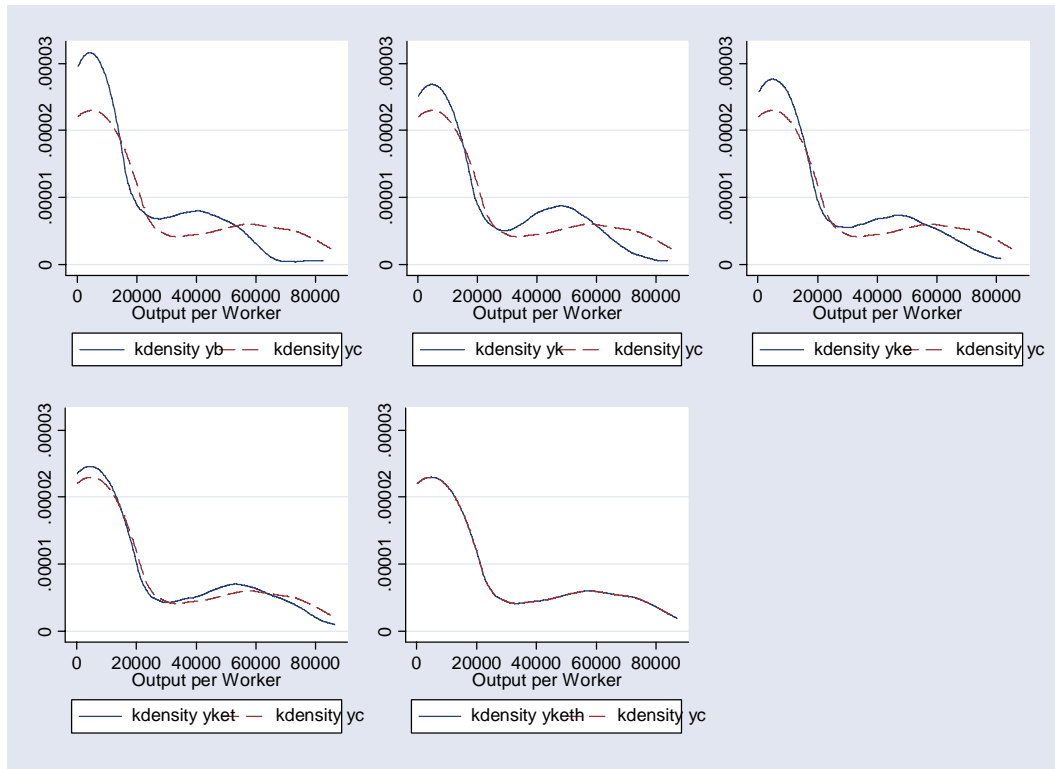 .00003
.00002
.00001
0
0 20000 40000 60000 80000
Output per Worker
kdensity yb kdensity yc
.00003
.00002
.00001
0
0 20000 40000 60000 80000
Output per Worker
kdensity yk kdensity yc
.00003
.00002
.00001
0
0 20000 40000 60000 80000
Output per Worker
kdensity yke kdensity yc
.00003
.00002
.00001
0
0 20000 40000 60000 80000
Output per Worker
kdensity yket kdensity yc
.00003
.00002
.00001
0
0 20000 40000 60000 80000
Output per Worker
kdensity yketh kdensity yc